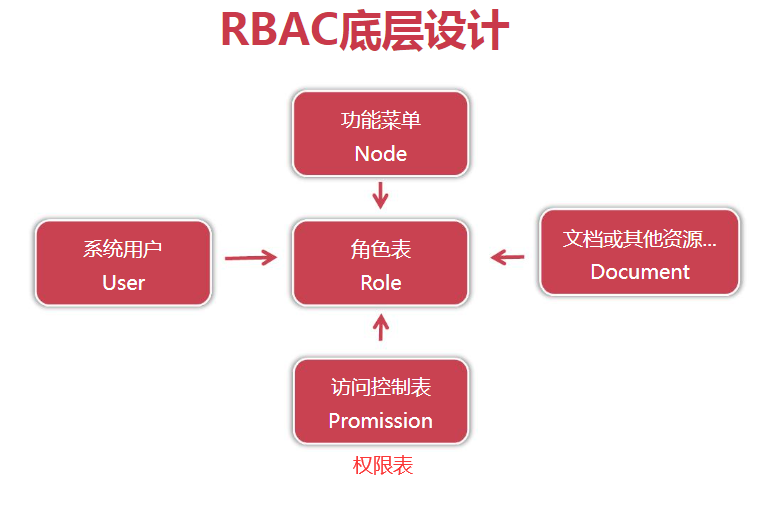 RBAC底层设计
功能菜单
Node
系统用户
User
角色表
Role
文档或其他资源...
Document
访问控制表
Promission
权限表